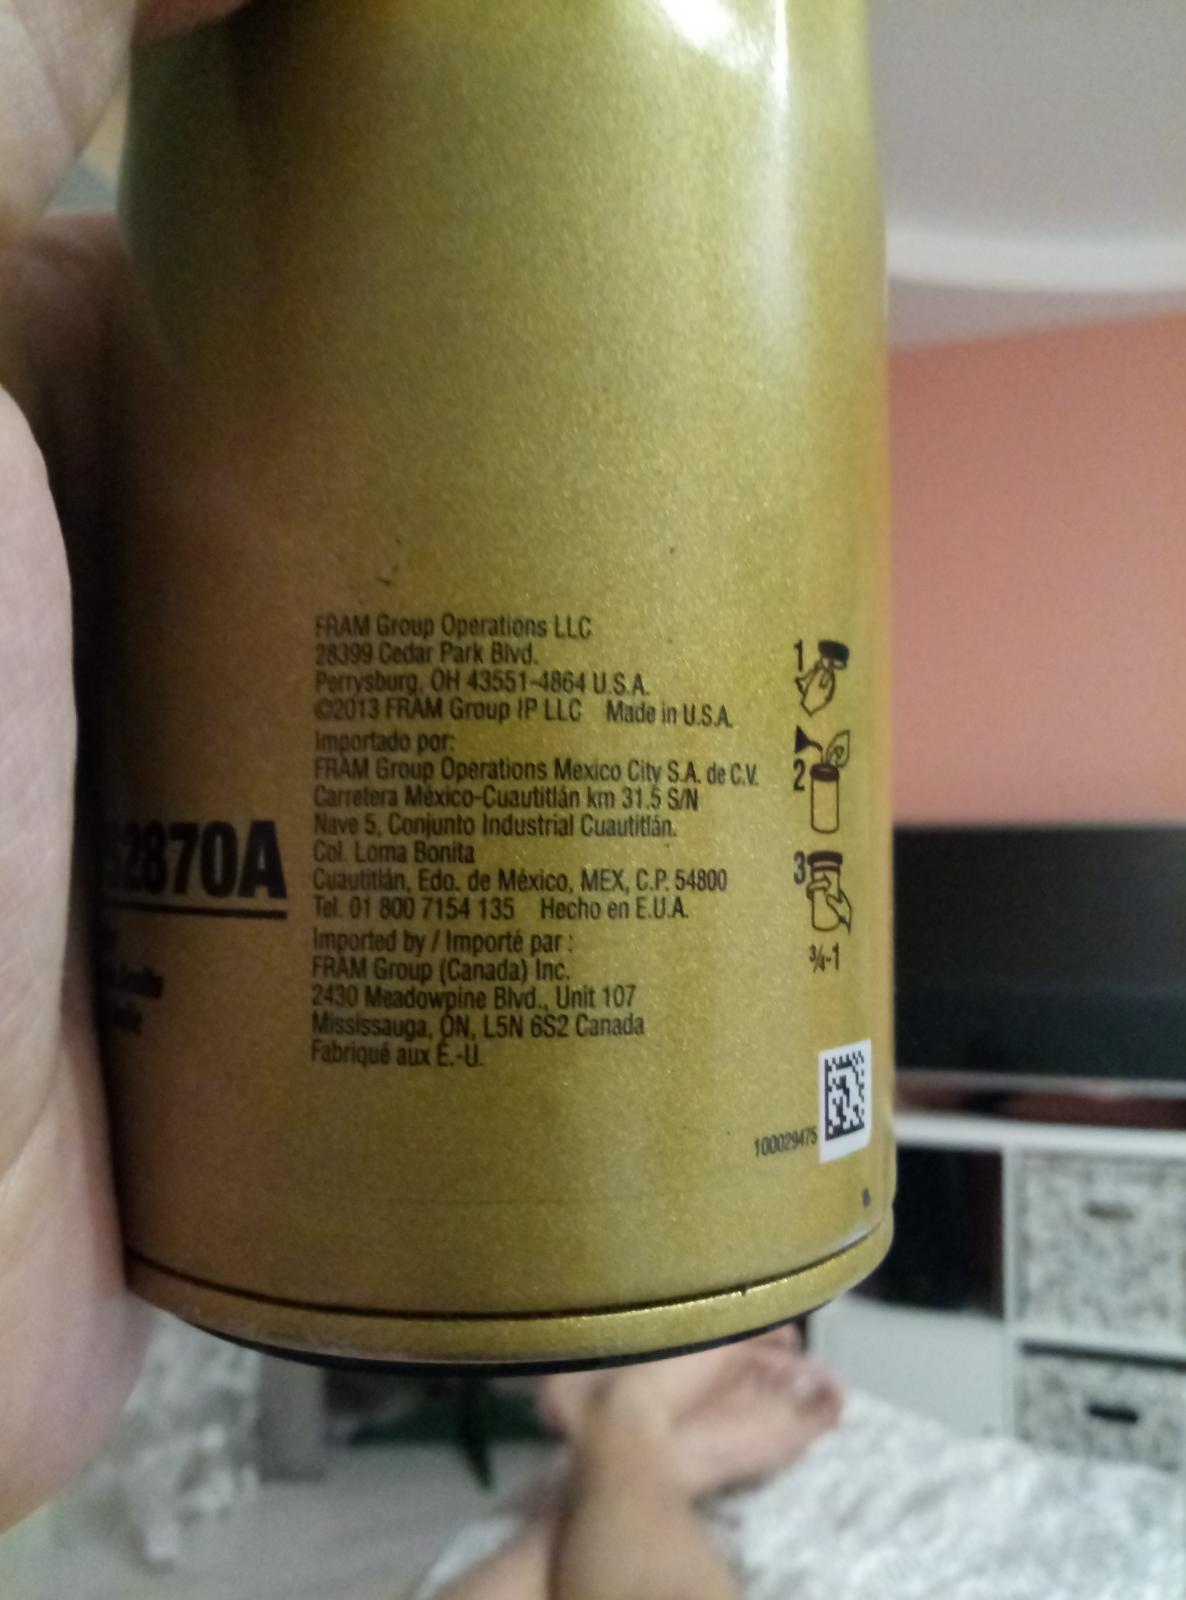 FRAM Group Operations LLC
28399 Cedar Park Blvd.
Perrysburg, OH 43551-4864 U.S.A.
©2013 FRAM Group IP LLC Made in U.S.A.
Importado por:
FRAM Group Operations Mexico City S.A. de C.V.
Carretera México-Cuautitlán km 31.5 S/N
Nave 5, Conjunto Industrial Cuautitlán.
Col. Loma Bonita
Cuautitlán, Edo. de México, MEX, C.P. 54800
Tel. 01 800 7154 135 Hecho en E.U.A.
Imported by / Importé par :
FRAM Group (Canada) Inc.
2430 Meadowpine Blvd., Unit 107
Mississauga, ON, L5N 6S2 Canada
Fabriqué aux É.-U.
2870A
1
2
3
¾-1
100029475